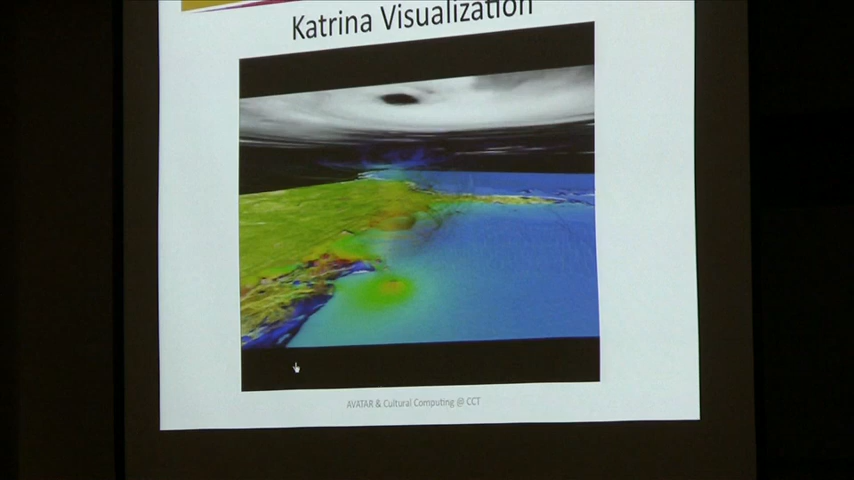 Katrina Visualization
AVATAR & Cultural Computing @ CCT